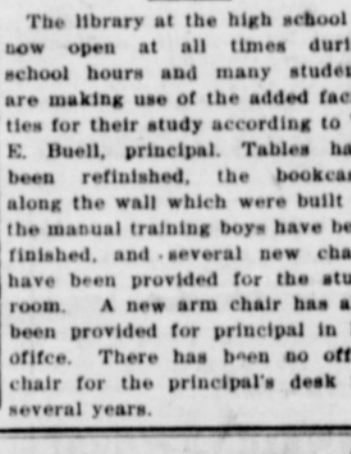 The library at the high school
now open at all times duri
school hours and many studen
are making use of the added fac
ties for their study according to
E. Buell, principal. Tables ha
been refinished, the bookca
along the wall which were built
the manual training boys have be
finished, and several new cha
have been provided for the stu
room. A new arm chair has a
been provided for principal in
ofifce. There has been no off
chair for the principal's desk
several years.